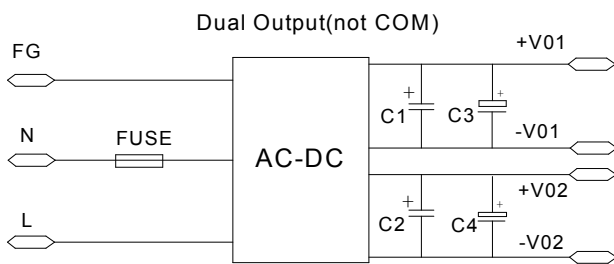 Dual Output(not COM)
FG
+V01
N
FUSE
AC-DC
+
C1
+
C3
-V01
+V02
L
+
C2
+
C4
-V02